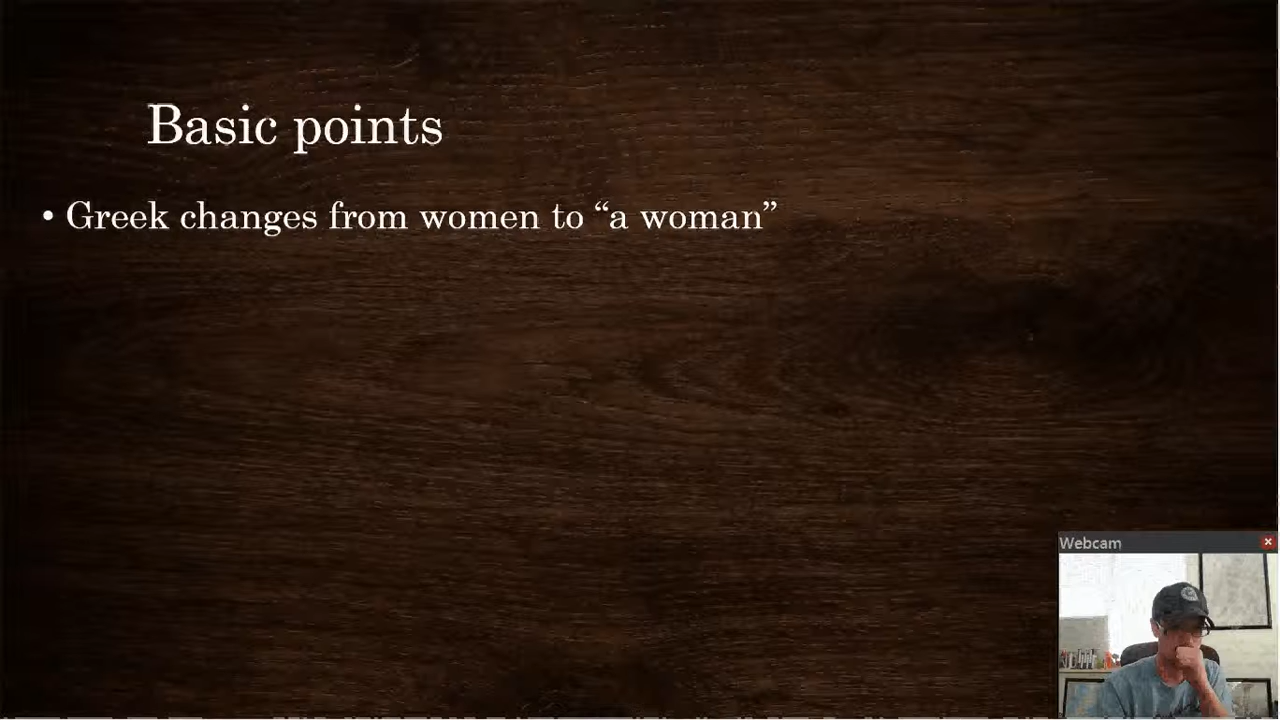 Basic points
• Greek changes from women to “a woman”
Webcam